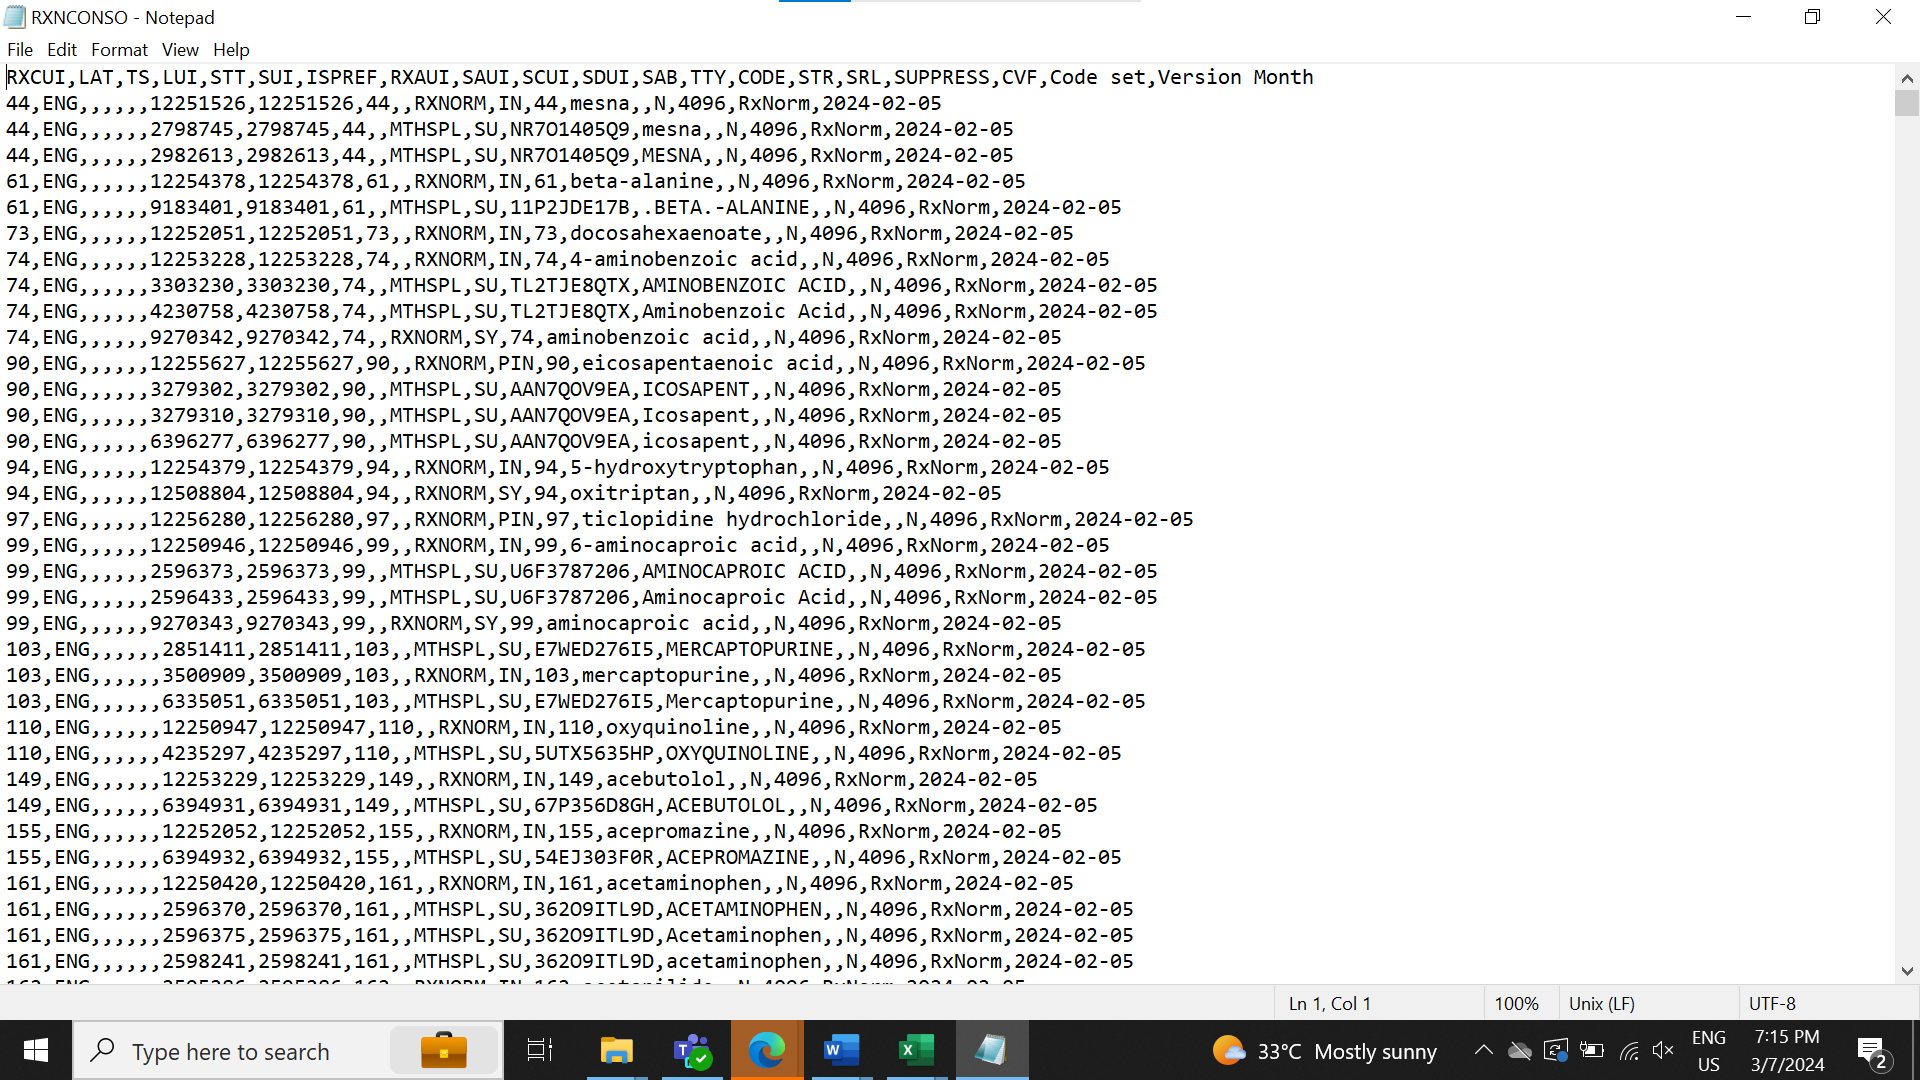 RXNCONSO - Notepad
File Edit Format View Help
RXCUI,LAT,TS,LUI,STT,SUI,ISPREF,RXAUI,SAUI,SCUI,SDUI,SAB,TTY,CODE,STR,SRL,SUPPRESS,CVF,Code set,Version Month
44,ENG,,,,,,12251526,12251526,44,,RXNORM,IN,44,mesna,,N,4096,RxNorm,2024-02-05
44,ENG,,,,,,2798745,2798745,44,,MTHSPL,SU,NR7O1405Q9,mesna,,N,4096,RxNorm,2024-02-05
44,ENG,,,,,,2982613,2982613,44,,MTHSPL,SU,NR7O1405Q9,MESNA,,N,4096,RxNorm,2024-02-05
61,ENG,,,,,,12254378,12254378,61,,RXNORM,IN,61,beta-alanine,,N,4096,RxNorm,2024-02-05
61,ENG,,,,,,9183401,9183401,61,,MTHSPL,SU,11P2JDE17B,.BETA.-ALANINE,,N,4096,RxNorm,2024-02-05
73,ENG,,,,,,12252051,12252051,73,,RXNORM,IN,73,docosahexaenoate,,N,4096,RxNorm,2024-02-05
74,ENG,,,,,,12253228,12253228,74,,RXNORM,IN,74,4-aminobenzoic acid,,N,4096,RxNorm,2024-02-05
74,ENG,,,,,,3303230,3303230,74,,MTHSPL,SU,TL2TJE8QTX,AMINOBENZOIC ACID,,N,4096,RxNorm,2024-02-05
74,ENG,,,,,,4230758,4230758,74,,MTHSPL,SU,TL2TJE8QTX,Aminobenzoic Acid,,N,4096,RxNorm,2024-02-05
74,ENG,,,,,,9270342,9270342,74,,RXNORM,SY,74,aminobenzoic acid,,N,4096,RxNorm,2024-02-05
90,ENG,,,,,,12255627,12255627,90,,RXNORM,PIN,90,eicosapentaenoic acid,,N,4096,RxNorm,2024-02-05
90,ENG,,,,,,3279302,3279302,90,,MTHSPL,SU,AAN7QOV9EA,ICOSAPENT,,N,4096,RxNorm,2024-02-05
90,ENG,,,,,,3279310,3279310,90,,MTHSPL,SU,AAN7QOV9EA,Icosapent,,N,4096,RxNorm,2024-02-05
90,ENG,,,,,,6396277,6396277,90,,MTHSPL,SU,AAN7QOV9EA,icosapent,,N,4096,RxNorm,2024-02-05
94,ENG,,,,,,12254379,12254379,94,,RXNORM,IN,94,5-hydroxytryptophan,,N,4096,RxNorm,2024-02-05
94,ENG,,,,,,12508804,12508804,94,,RXNORM,SY,94,oxitriptan,,N,4096,RxNorm,2024-02-05
97,ENG,,,,,,12256280,12256280,97,,RXNORM,PIN,97,ticlopidine hydrochloride,,N,4096,RxNorm,2024-02-05
99,ENG,,,,,,12250946,12250946,99,,RXNORM,IN,99,6-aminocaproic acid,,N,4096,RxNorm,2024-02-05
99,ENG,,,,,,2596373,2596373,99,,MTHSPL,SU,U6F3787206,AMINOCAPROIC ACID,,N,4096,RxNorm,2024-02-05
99,ENG,,,,,,2596433,2596433,99,,MTHSPL,SU,U6F3787206,Aminocaproic Acid,,N,4096,RxNorm,2024-02-05
99,ENG,,,,,,9270343,9270343,99,,RXNORM,SY,99,aminocaproic acid,,N,4096,RxNorm,2024-02-05
103,ENG,,,,,,2851411,2851411,103,,MTHSPL,SU,E7WED276I5,MERCAPTOPURINE,,N,4096,RxNorm,2024-02-05
103,ENG,,,,,,3500909,3500909,103,,RXNORM,IN,103,mercaptopurine,,N,4096,RxNorm,2024-02-05
103,ENG,,,,,,6335051,6335051,103,,MTHSPL,SU,E7WED276I5,Mercaptopurine,,N,4096,RxNorm,2024-02-05
110,ENG,,,,,,12250947,12250947,110,,RXNORM,IN,110,oxyquinoline,,N,4096,RxNorm,2024-02-05
110,ENG,,,,,,4235297,4235297,110,,MTHSPL,SU,5UTX5635HP,OXYQUINOLINE,,N,4096,RxNorm,2024-02-05
149,ENG,,,,,,12253229,12253229,149,,RXNORM,IN,149,acebutolol,,N,4096,RxNorm,2024-02-05
149,ENG,,,,,,6394931,6394931,149,,MTHSPL,SU,67P356D8GH,ACEBUTOLOL,,N,4096,RxNorm,2024-02-05
155,ENG,,,,,,12252052,12252052,155,,RXNORM,IN,155,acepromazine,,N,4096,RxNorm,2024-02-05
155,ENG,,,,,,6394932,6394932,155,,MTHSPL,SU,54EJ303F0R,ACEPROMAZINE,,N,4096,RxNorm,2024-02-05
161,ENG,,,,,,12250420,12250420,161,,RXNORM,IN,161,acetaminophen,,N,4096,RxNorm,2024-02-05
161,ENG,,,,,,2596370,2596370,161,,MTHSPL,SU,362O9ITL9D,ACETAMINOPHEN,,N,4096,RxNorm,2024-02-05
161,ENG,,,,,,2596375,2596375,161,,MTHSPL,SU,362O9ITL9D,Acetaminophen,,N,4096,RxNorm,2024-02-05
161,ENG,,,,,,2598241,2598241,161,,MTHSPL,SU,362O9ITL9D,acetaminophen,,N,4096,RxNorm,2024-02-05
Ln 1, Col 1 100% Unix (LF) UTF-8
Type here to search
33°C Mostly sunny
ENG
US
7:15 PM
3/7/2024
2